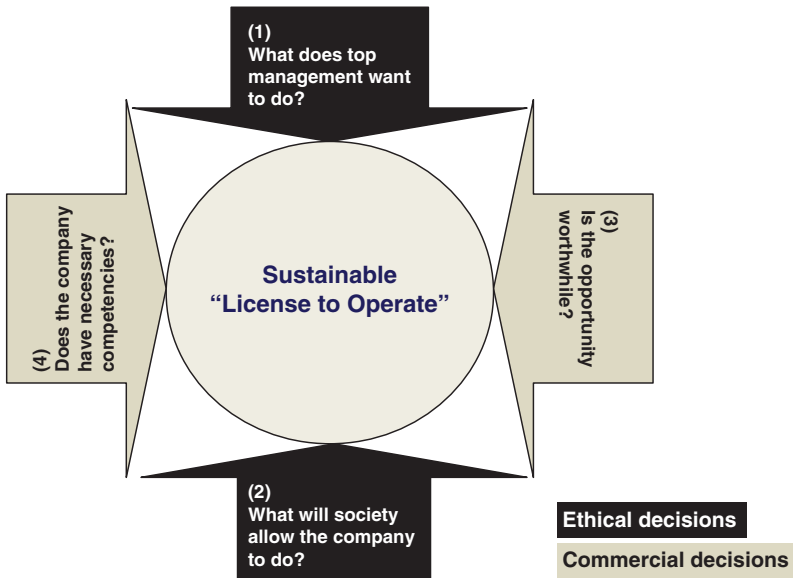 (1)
What does top
management want
to do?
(4)
Does the company
have necessary
competencies?
Sustainable
“License to Operate”
(3)
Is the opportunity
worthwhile?
(2)
What will society
allow the company
to do?
Ethical decisions
Commercial decisions